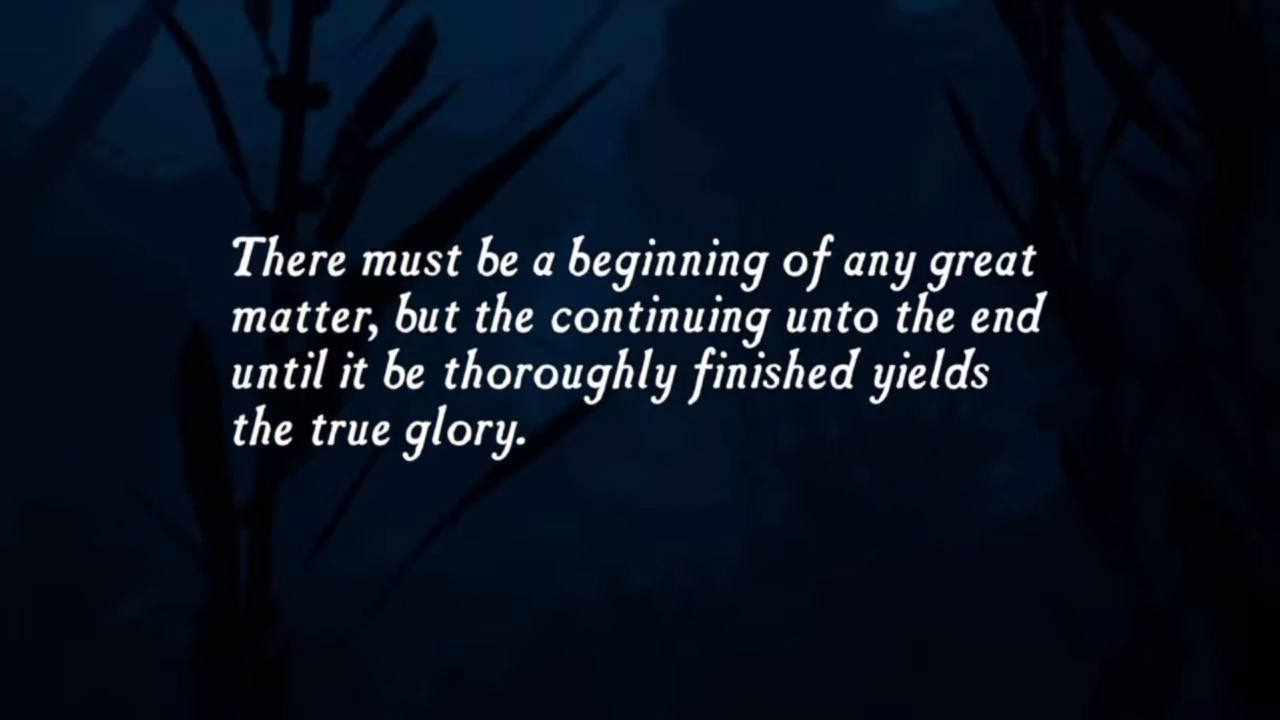 There must be a beginning of any great
matter, but the continuing unto the end
until it be thoroughly finished yields
the true glory.